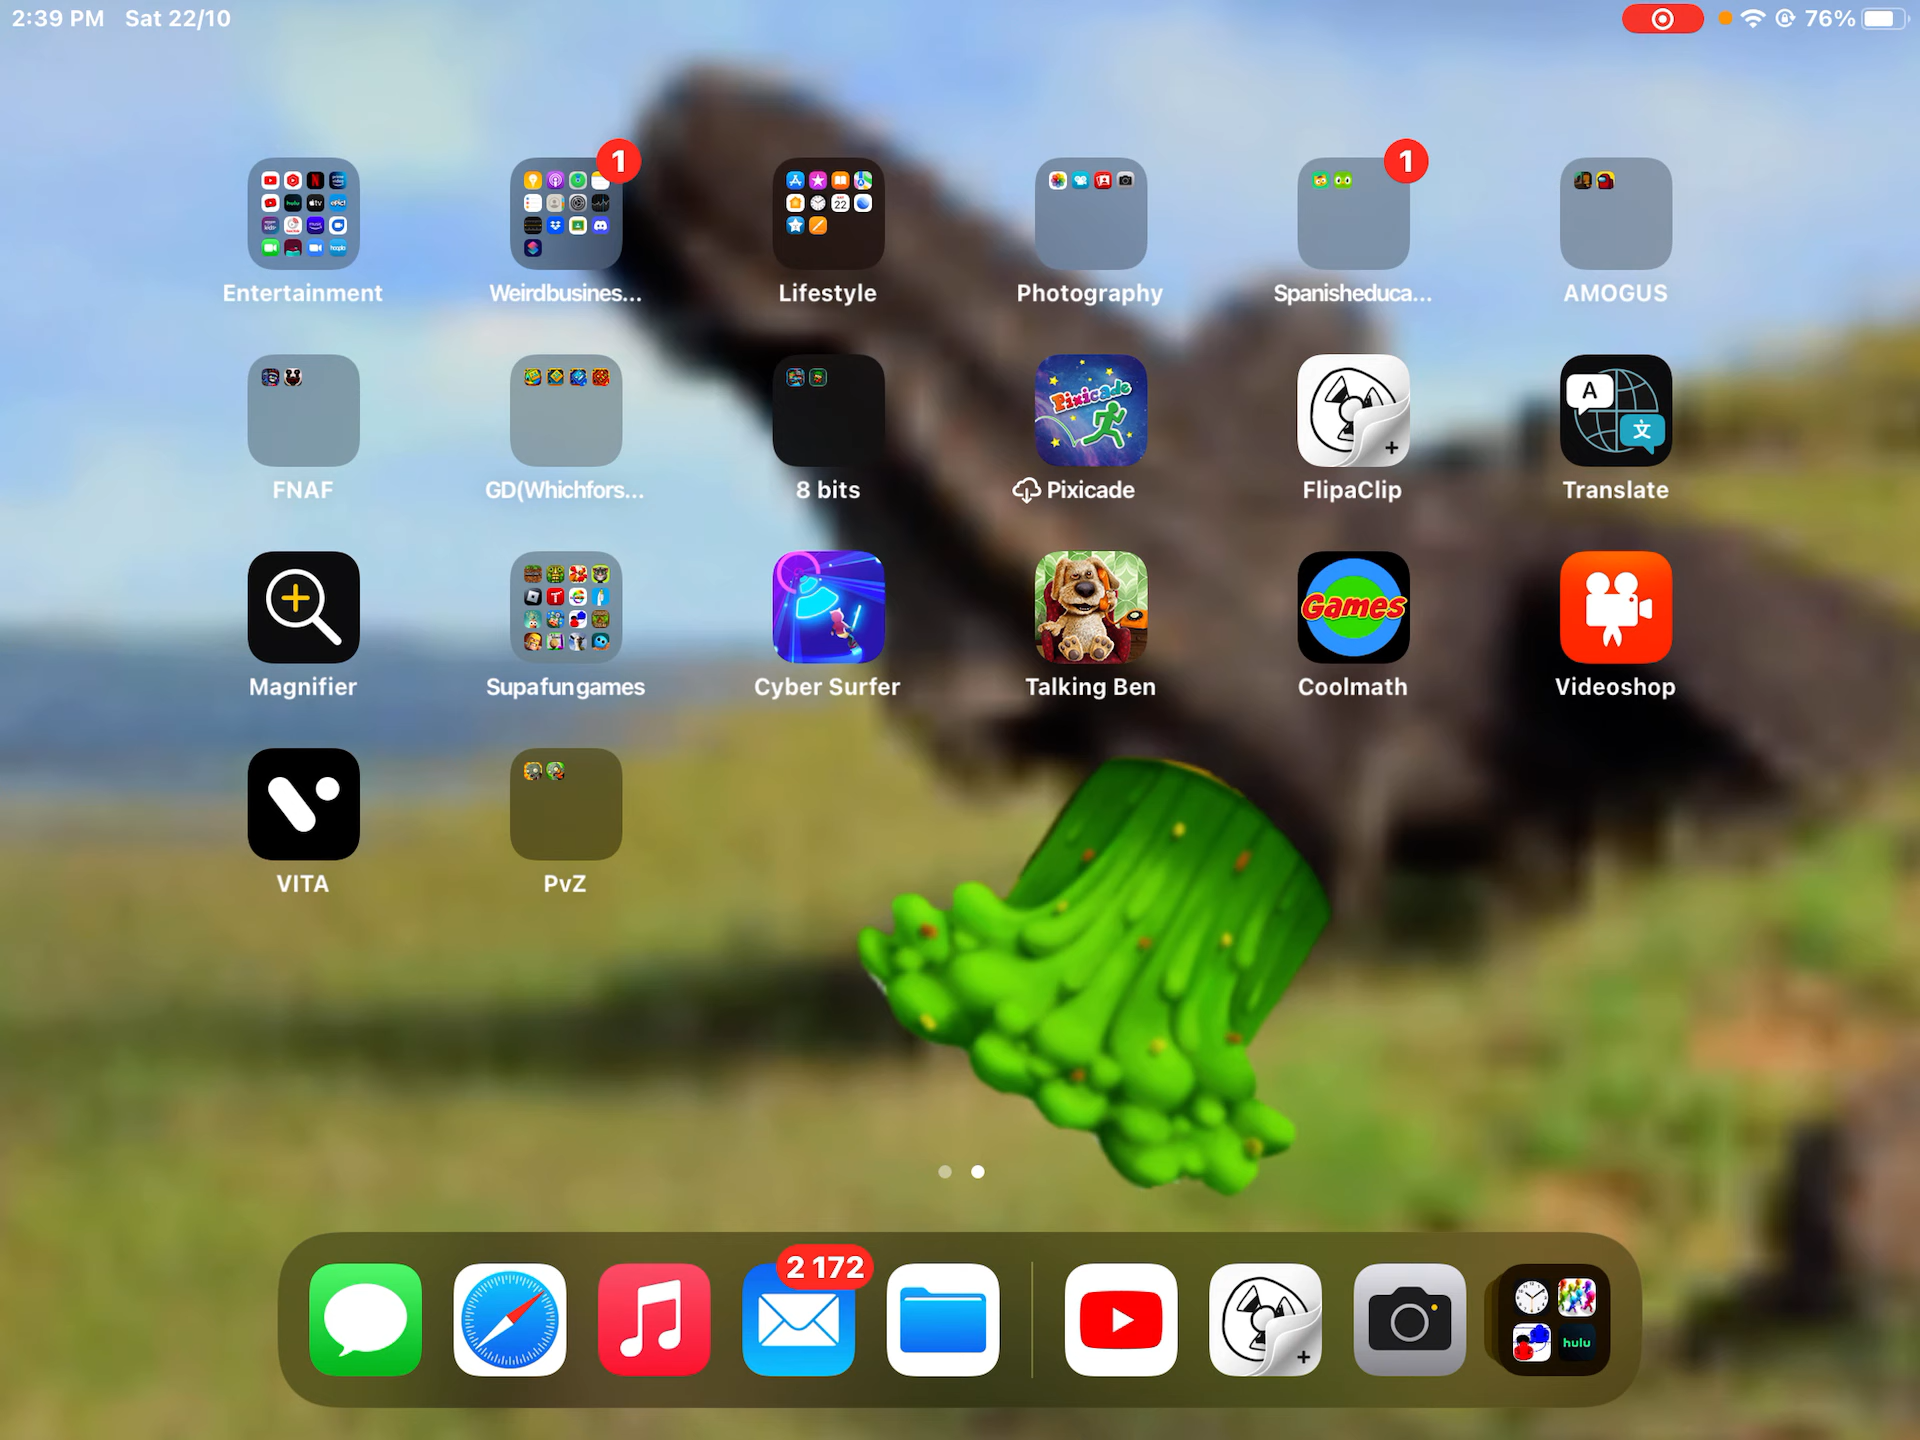 2:39 PM Sat 22/10
76%
1
1
22
Entertainment
Weirdbusines...
Lifestyle
Photography
Spanisheduca...
AMOGUS
Pixicade
A
文
FNAF
GD(Whichfors...
8 bits
Pixicade
FlipaClip
Translate
Games
Magnifier
Supafungames
Cyber Surfer
Talking Ben
Coolmath
Videoshop
VITA
PvZ
2 172
hulu